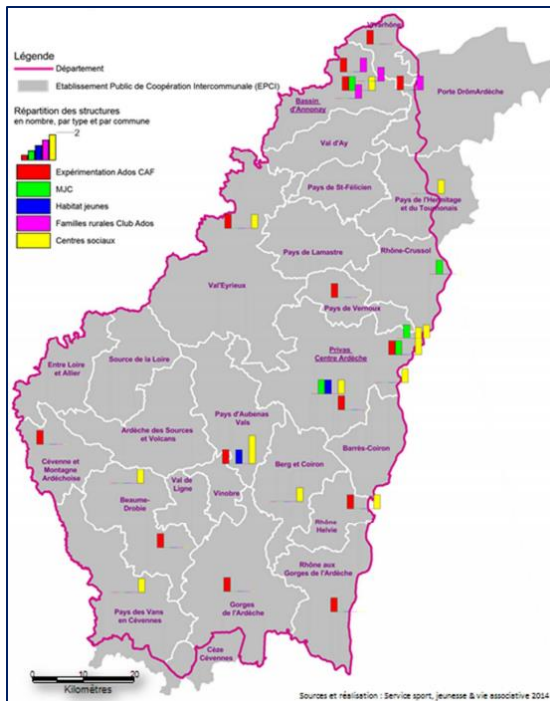 Légende
Département
Etablissement Public de Coopération Intercommunale (EPCI)
Répartition des structures
en nombre, par type et par commune
2
Expérimentation Ados CAF
MJC
Habitat jeunes
Familles rurales Club Ados
Centres sociaux
Vivarhône
Porte DrômArdèche
Bassin
d'Annonay
Val d'Ay
Pays de St-Félicien
Pays de l'Hermitage
et du Tournonais
Pays de Lamastre
Rhône-Crussol
Val'Eyrieux
Pays de Vernoux
Privas
Centre Ardèche
Entre Loire
et Allier
Source de la Loire
Pays d'Aubenas
Vals
Ardèche des Sources
et Volcans
Barrès-Coiron
Cévenne et
Montagne
Ardéchoise
Berg et Coiron
Val de
Ligne
Vinobre
Beaume-
Drobie
Rhône
Helvie
Rhône aux
Gorges de l'Ardèche
Pays des Vans
en Cévennes
Gorges
de l'Ardèche
Cèze
Cévennes
0 10 20
Kilomètres
Sources et réalisation : Service sport, jeunesse & vie associative 2014